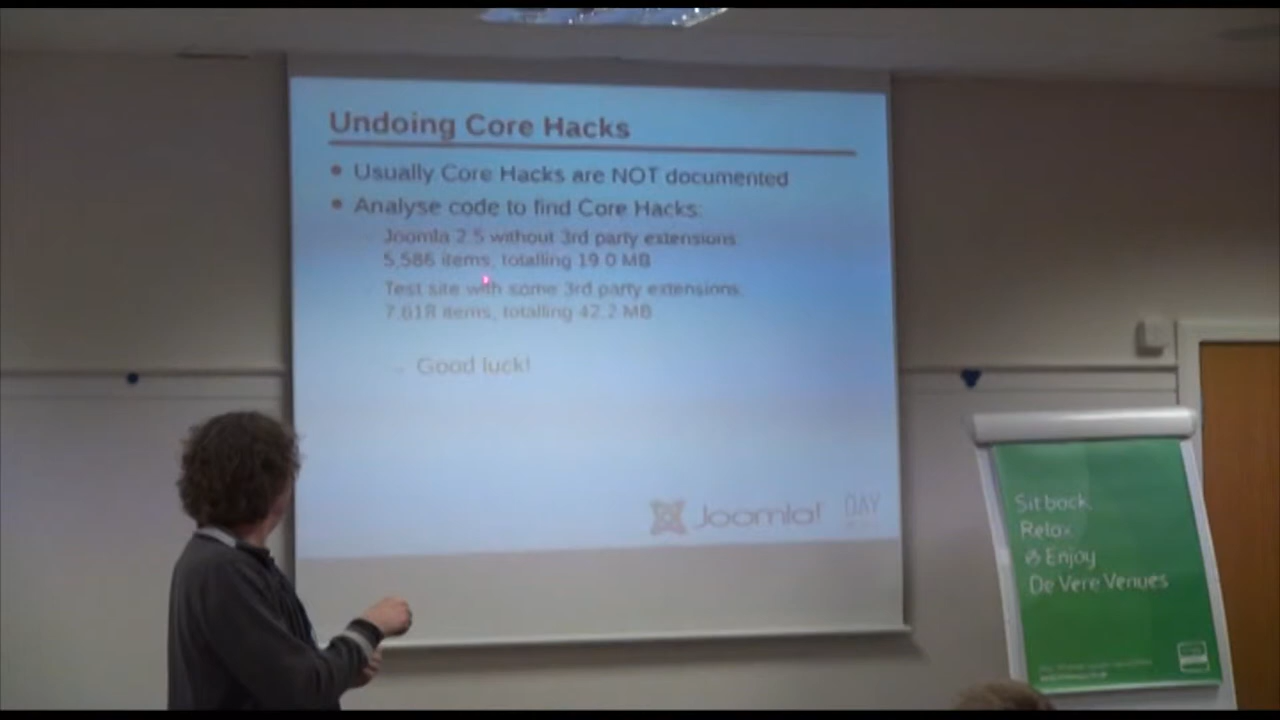 Undoing Core Hacks
Usually Core Hacks are NOT documented
Analyse code to find Core Hacks:
Joomla 2.5 without 3rd party extensions:
5,586 items, totalling 19.0 MB
Test site with some 3rd party extensions:
7,618 items, totalling 42.2 MB
– Good luck!
Joomla! DAY
Sit back,
Relax
& Enjoy
De Vere Venues